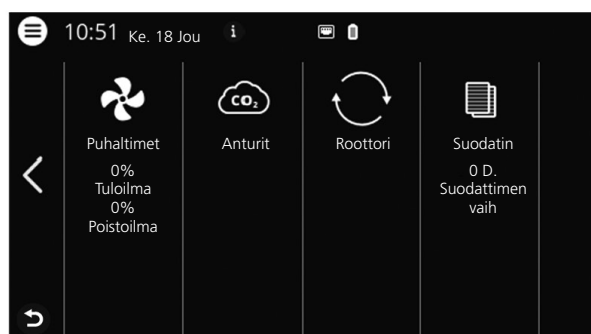 10:51 Ke. 18 Jou i
CO₂
Puhaltimet
0%
Tuloilma
0%
Poistoilma
Anturit
Roottori
Suodatin
0 D.
Suodattimen
vaih